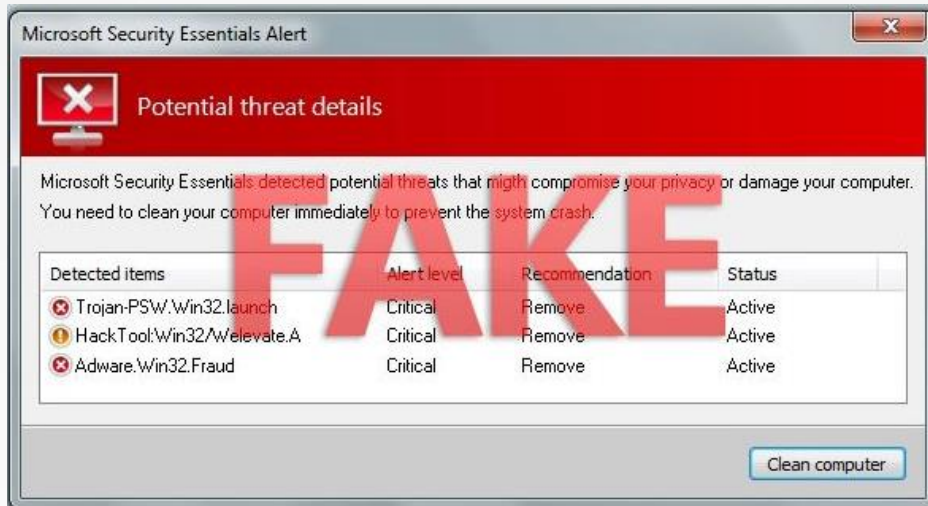 Microsoft Security Essentials Alert
Potential threat details
Microsoft Security Essentials detected potential threats that migth compromise your privacy or damage your computer.
You need to clean your computer immediately to prevent the system crash.
FAKE
Detected items Alert level Recommendation Status
Trojan-PSW.Win32.launch Critical Remove Active
HackTool:Win32/Welevate.A Critical Remove Active
Adware.Win32.Fraud Critical Remove Active
Clean computer